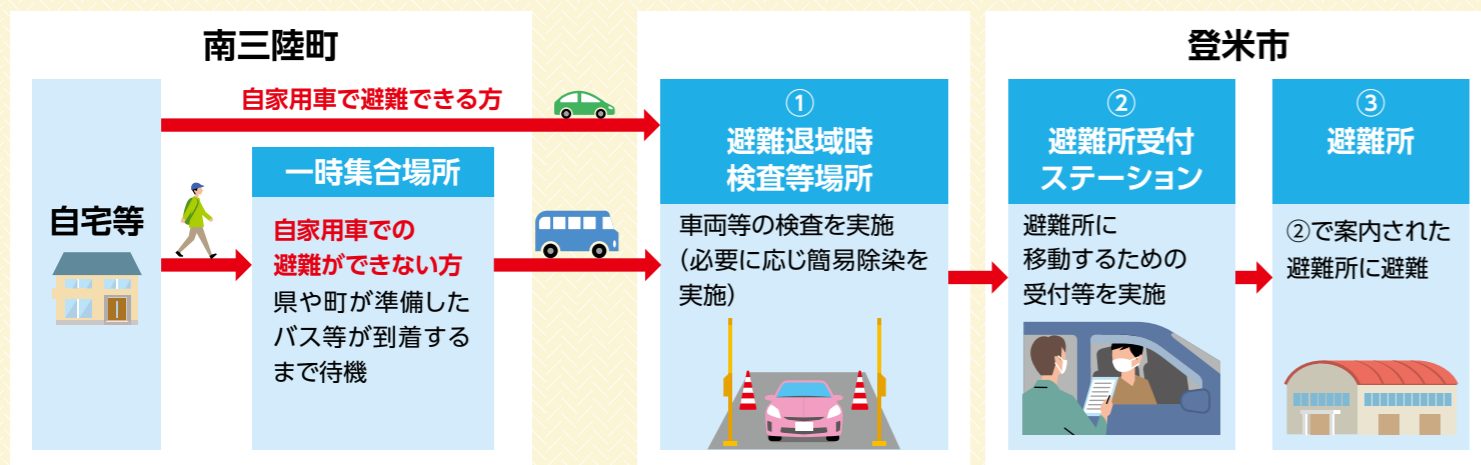 南三陸町
自宅等
自家用車で避難できる方
一時集合場所
自家用車での
避難ができない方
県や町が準備した
バス等が到着する
まで待機
①
避難退域時
検査等場所
車両等の検査を実施
（必要に応じ簡易除染を
実施）
登米市
②
避難所受付
ステーション
避難所に
移動するための
受付等を実施
③
避難所
②で案内された
避難所に避難